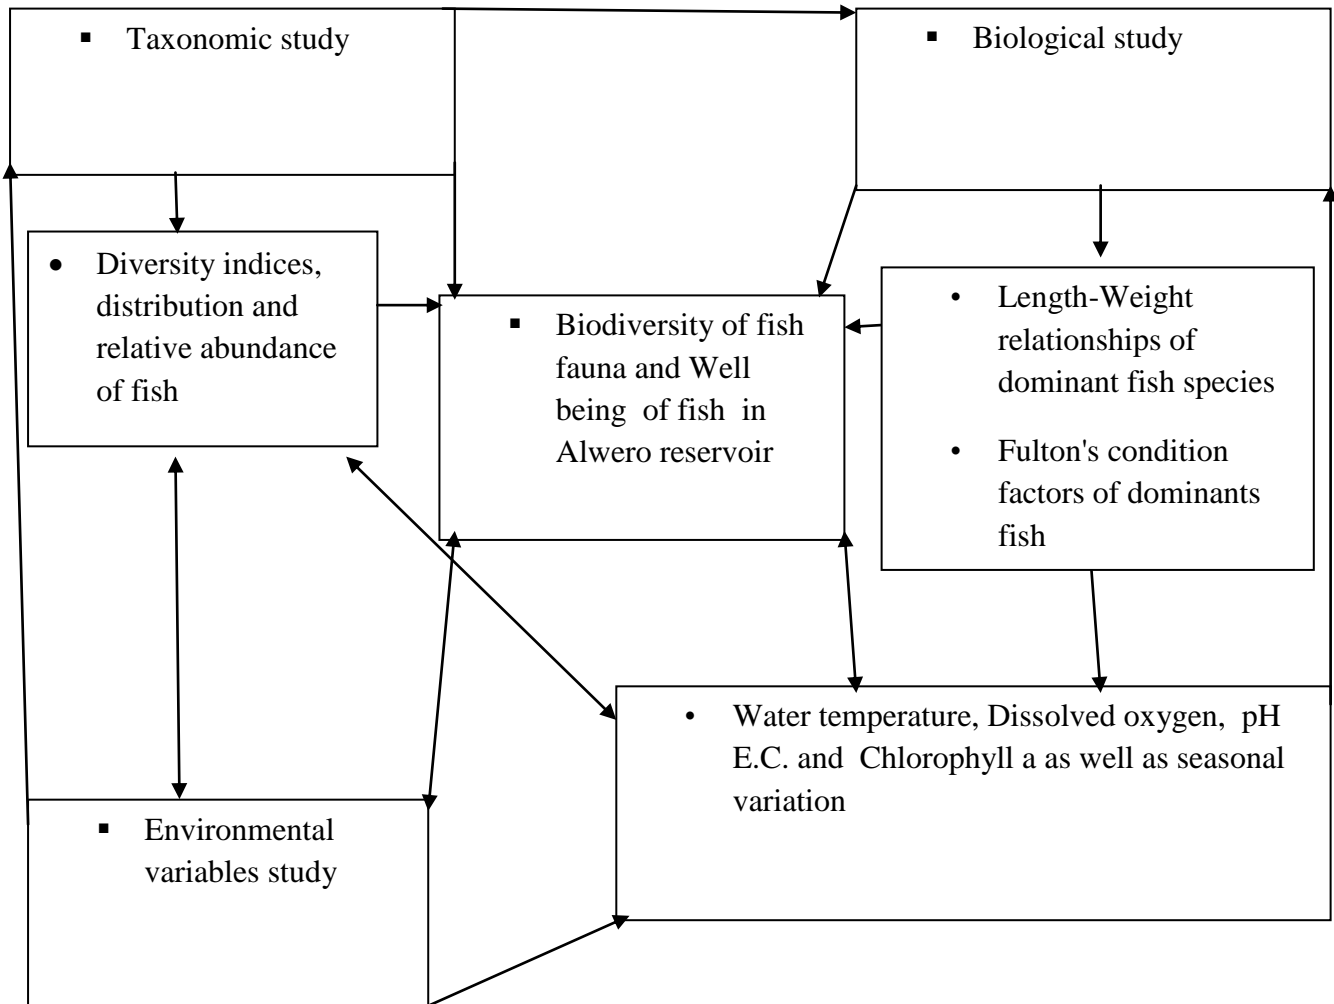 ▪ Taxonomic study
▪ Biological study
● Diversity indices,
distribution and
relative abundance
of fish
▪ Biodiversity of fish
fauna and Well
being of fish in
Alwero reservoir
• Length-Weight
relationships of
dominant fish species
• Fulton's condition
factors of dominants
fish
• Water temperature, Dissolved oxygen, pH
E.C. and Chlorophyll a as well as seasonal
variation
▪ Environmental
variables study